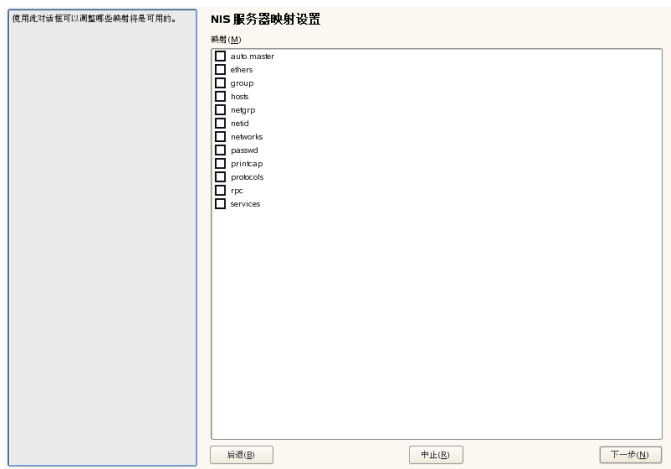 使用此对话框可以调整哪些映射将是可用的。
NIS 服务器映射设置
映射(M)
auto.master
ethers
group
hosts
netgrp
netid
networks
passwd
printcap
protocols
rpc
services
后退(B)
中止(R)
下一步(N)